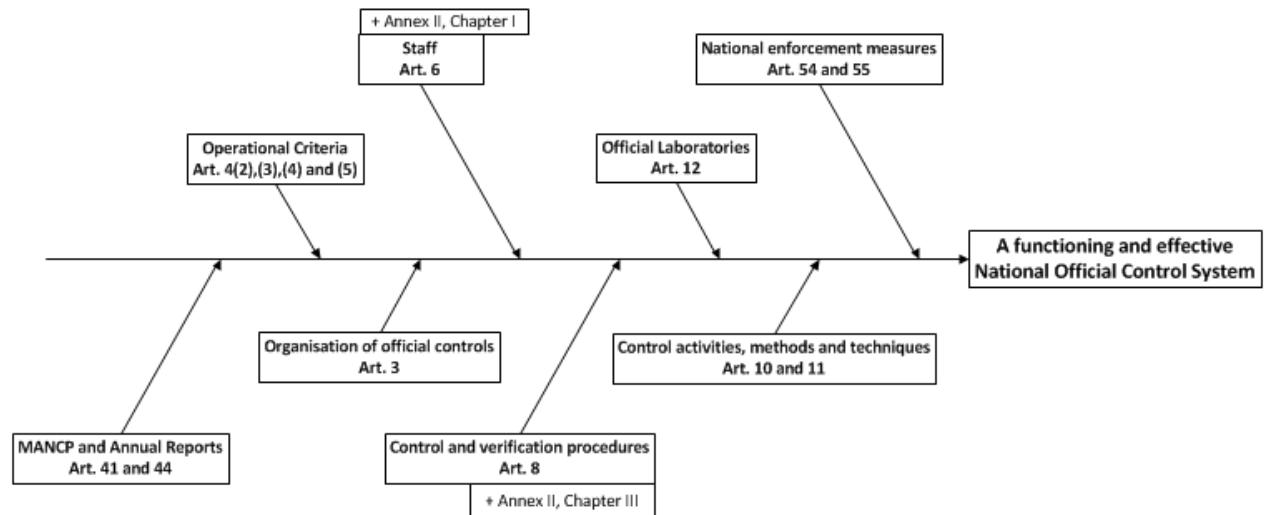 + Annex II, Chapter I
Staff
Art. 6
National enforcement measures
Art. 54 and 55
Operational Criteria
Art. 4(2),(3),(4) and (5)
Official Laboratories
Art. 12
A functioning and effective
National Official Control System
Organisation of official controls
Art. 3
Control activities, methods and techniques
Art. 10 and 11
MANCP and Annual Reports
Art. 41 and 44
Control and verification procedures
Art. 8
+ Annex II, Chapter III